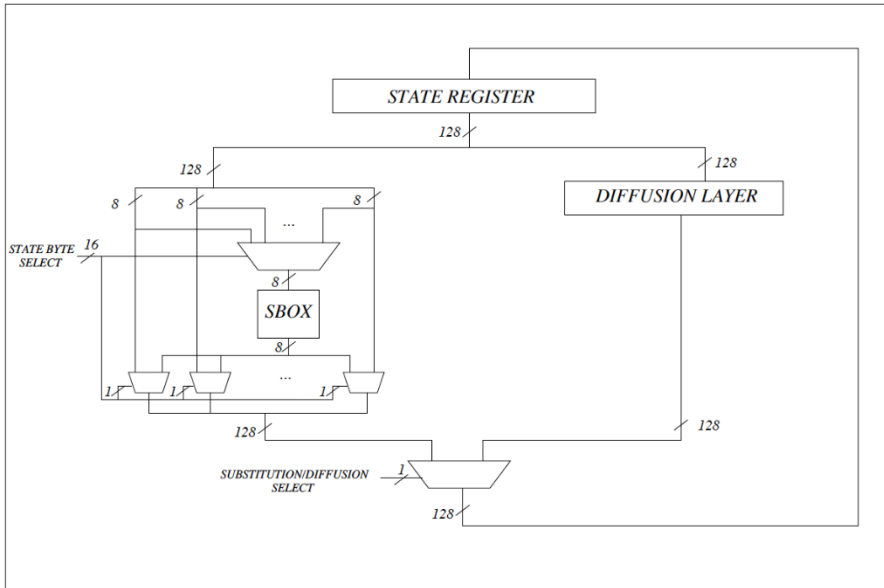 STATE REGISTER
128
128
128
DIFFUSION LAYER
8
8
8
...
STATE BYTE
SELECT
16
8
SBOX
8
...
1
1
1
128
128
SUBSTITUTION/DIFFUSION
SELECT
1
128